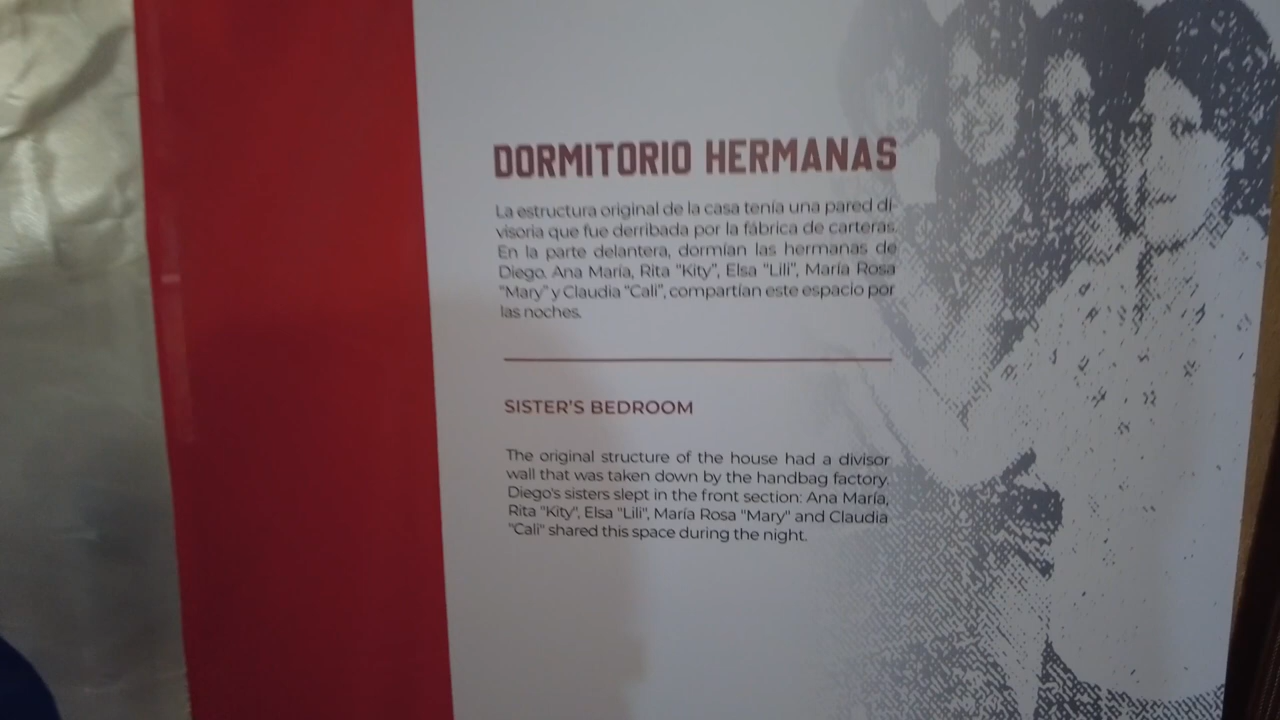 DORMITORIO HERMANAS
La estructura original de la casa tenía una pared di-
visoria que fue derribada por la fábrica de carteras.
En la parte delantera, dormían las hermanas de
Diego. Ana María, Rita "Kity", Elsa "Lili", María Rosa
"Mary" y Claudia "Cali", compartían este espacio por
las noches.
SISTER'S BEDROOM
The original structure of the house had a divisor
wall that was taken down by the handbag factory.
Diego's sisters slept in the front section: Ana María,
Rita "Kity", Elsa "Lili", María Rosa "Mary" and Claudia
"Cali" shared this space during the night.